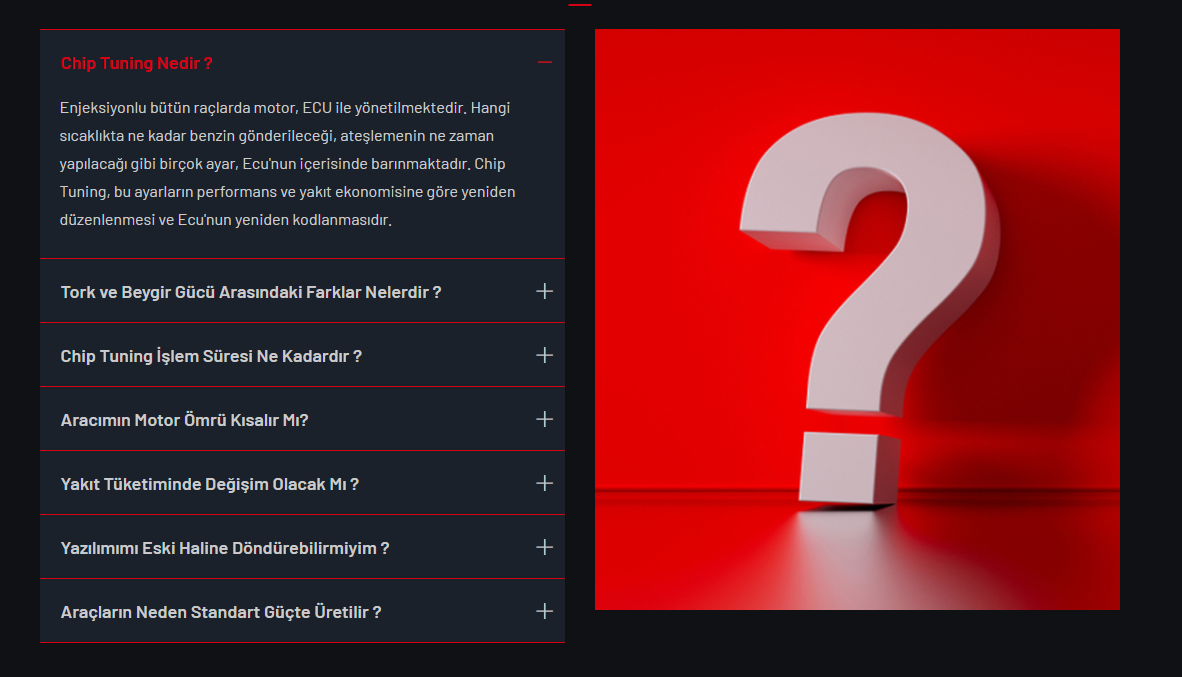 Chip Tuning Nedir ?
Enjeksiyonlu bütün raçlarda motor, ECU ile yönetilmektedir. Hangi
sıcaklıkta ne kadar benzin gönderileceği, ateşlemenin ne zaman
yapılacağı gibi birçok ayar, Ecu'nun içerisinde barınmaktadır. Chip
Tuning, bu ayarların performans ve yakıt ekonomisine göre yeniden
düzenlenmesi ve Ecu'nun yeniden kodlanmasıdır.
Tork ve Beygir Gücü Arasındaki Farklar Nelerdir ?
Chip Tuning İşlem Süresi Ne Kadardır ?
Aracımın Motor Ömrü Kısalır Mı?
Yakıt Tüketiminde Değişim Olacak Mı ?
Yazılımımı Eski Haline Döndürebilirmiyim ?
Araçların Neden Standart Güçte Üretilir ?
?